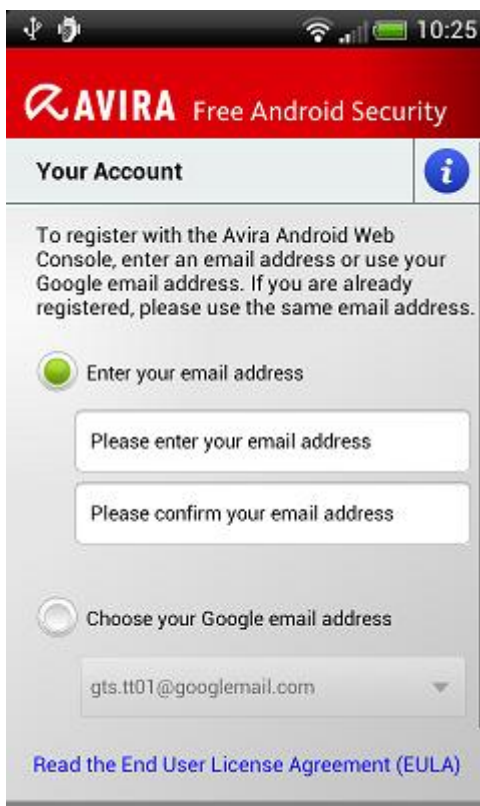 10:25
AVIRA Free Android Security
Your Account
i
To register with the Avira Android Web
Console, enter an email address or use your
Google email address. If you are already
registered, please use the same email address.
Enter your email address
Please enter your email address
Please confirm your email address
Choose your Google email address
gts.tt01@googlemail.com
Read the End User License Agreement (EULA)